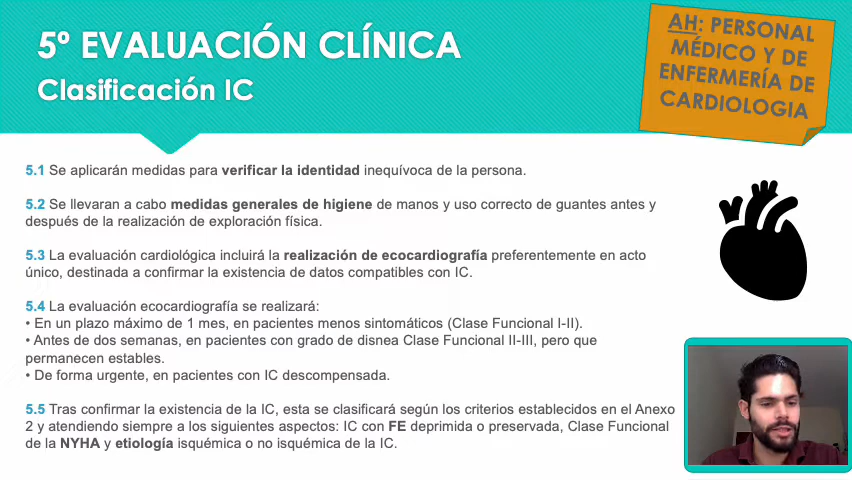 5º EVALUACIÓN CLÍNICA
Clasificación IC
AH: PERSONAL
MÉDICO Y DE
ENFERMERÍA DE
CARDIOLOGIA
5.1 Se aplicarán medidas para verificar la identidad inequívoca de la persona.
5.2 Se llevaran a cabo medidas generales de higiene de manos y uso correcto de guantes antes y
después de la realización de exploración física.
5.3 La evaluación cardiológica incluirá la realización de ecocardiografía preferentemente en acto
único, destinada a confirmar la existencia de datos compatibles con IC.
5.4 La evaluación ecocardiografía se realizará:
• En un plazo máximo de 1 mes, en pacientes menos sintomáticos (Clase Funcional I-II).
• Antes de dos semanas, en pacientes con grado de disnea Clase Funcional II-III, pero que
permanecen estables.
• De forma urgente, en pacientes con IC descompensada.
5.5 Tras confirmar la existencia de la IC, esta se clasificará según los criterios establecidos en el Anexo
2 y atendiendo siempre a los siguientes aspectos: IC con FE deprimida o preservada, Clase Funcional
de la NYHA y etiología isquémica o no isquémica de la IC.